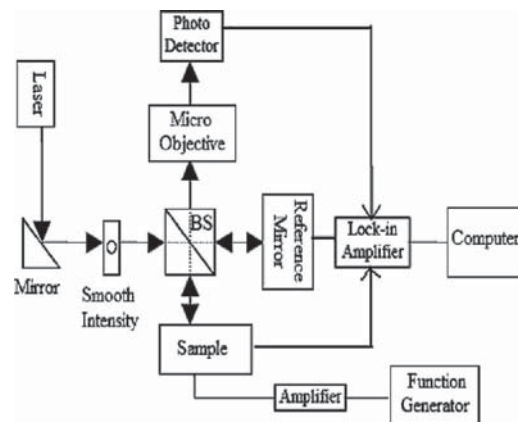 Photo
Detector
Laser
Micro
Objective
BS
Reference
Mirror
Lock-in
Amplifier
Computer
Mirror
Smooth
Intensity
Sample
Amplifier
Function
Generator